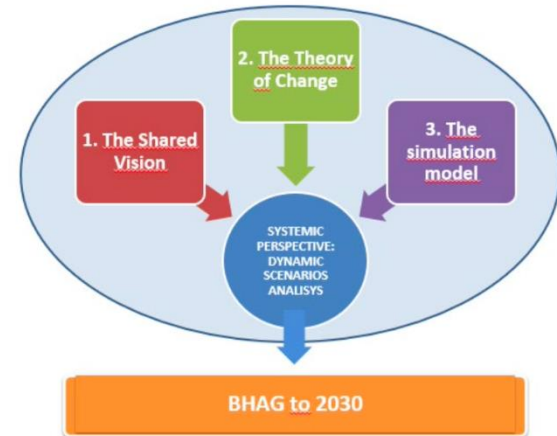 2. The Theory
of Change
1. The Shared
Vision
3. The
simulation
model
SYSTEMIC
PERSPECTIVE:
DYNAMIC
SCENARIOS
ANALISYS
BHAG to 2030